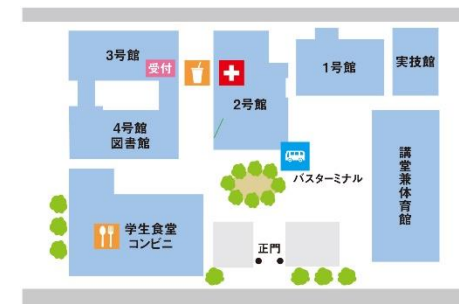 3号館
受付
1号館
実技館
2号館
4号館
図書館
バスターミナル
講堂兼体育館
学生食堂
コンビニ
正門